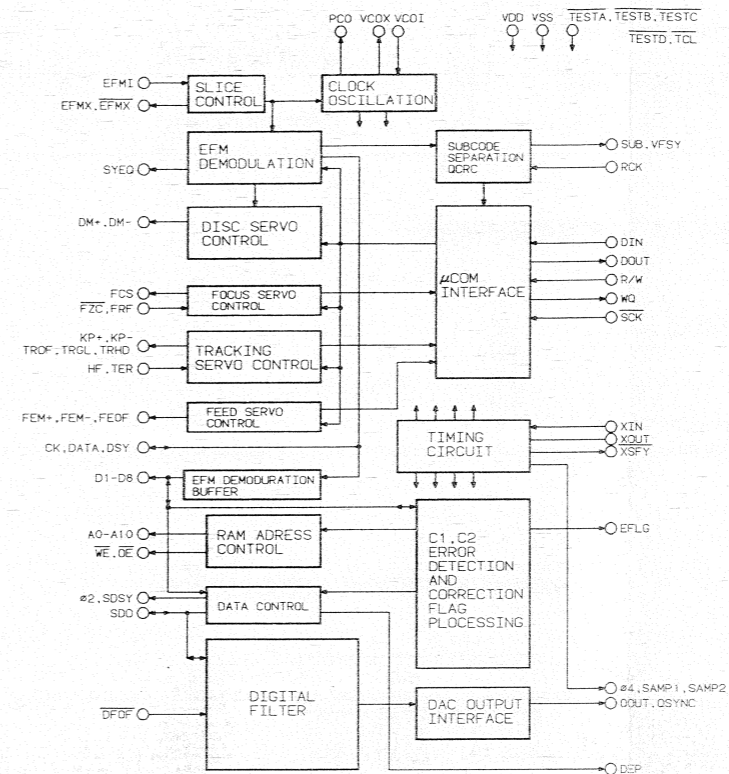 PCO VCOX VCOI
VDD VSS TESTA, TESTB, TESTC
TESTD, TCL
EFMI
EFMX, EFMX
SLICE
CONTROL
CLOCK
OSCILLATION
EFM
DEMODULATION
SYEQ
SUBCODE
SEPARATION
QCRC
SUB, VFSY
RCK
DM+, DM-
DISC SERVO
CONTROL
μCOM
INTERFACE
DIN
DOUT
R/W
WQ
SCK
FCS
FZC, FRF
FOCUS SERVO
CONTROL
KP+, KP-
TROF, TRGL, TRHD
HF, TER
TRACKING
SERVO CONTROL
FEM+, FEM-, FEOF
FEED SERVO
CONTROL
CK, DATA, DSY
TIMING
CIRCUIT
XIN
XOUT
XSFY
D1-D8
EFM DEMODURATION
BUFFER
A0-A10
WE, OE
RAM ADRESS
CONTROL
C1, C2
ERROR
DETECTION
AND
CORRECTION
FLAG
PLOCESSING
EFLG
ø2, SDSY
SDO
DATA CONTROL
DIGITAL
FILTER
DFOF
DAC OUTPUT
INTERFACE
ø4, SAMP1, SAMP2
DOUT, QSYNC
DEP